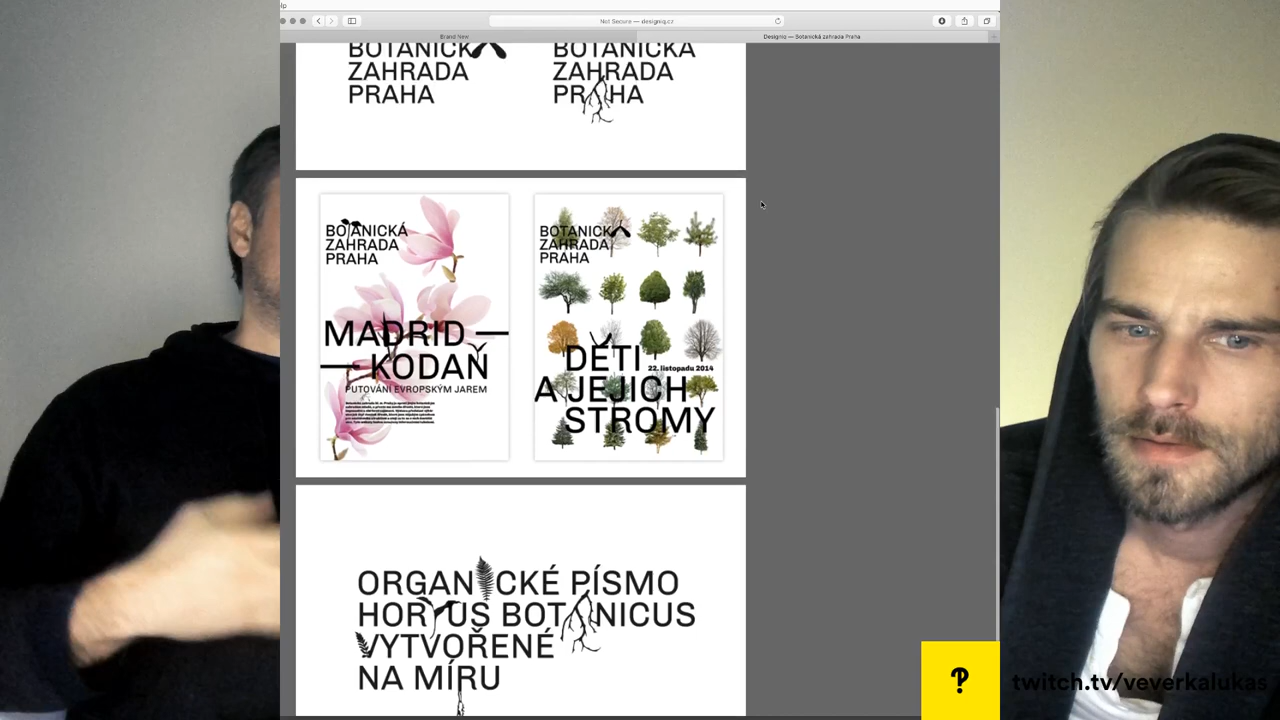 lp
Not Secure — designiq.cz
Brand New
Designiq — Botanická zahrada Praha
BOTANICK
ZAHRADA
PRAHA
BOTANICKÁ
ZAHRADA
PRAHA
BOTANICKÁ
ZAHRADA
PRAHA
MADRID —
— KODAŇ
PUTOVÁNÍ EVROPSKÝM JAREM
BOTANICKÁ
ZAHRADA
PRAHA
DĚTI
22. listopadu 2014
A JEJICH
STROMY
ORGANICKÉ PÍSMO
HORTUS BOTANICUS
VYTVOŘENÉ
NA MÍRU
?
twitch.tv/veverkalukas